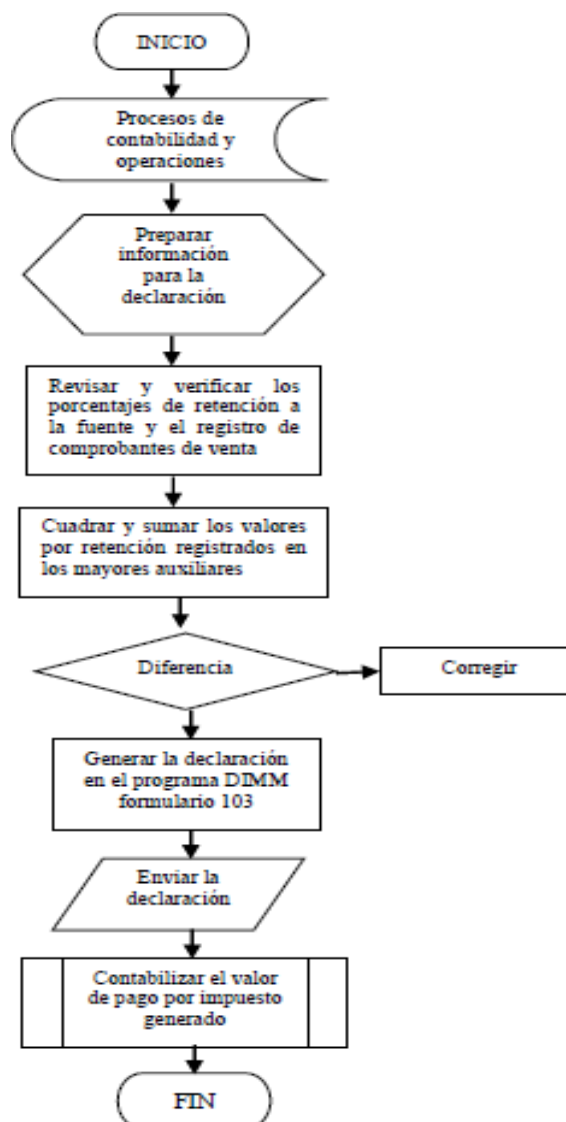 INICIO
Procesos de
contabilidad y
operaciones
Preparar
información
para la
declaración
Revisar y verificar los
porcentajes de retención a
la fuente y el registro de
comprobantes de venta
Cuadrar y sumar los valores
por retención registrados en
los mayores auxiliares
Diferencia
Corregir
Generar la declaración
en el programa DIMM
formulario 103
Enviar la
declaración
Contabilizar el valor
de pago por impuesto
generado
FIN